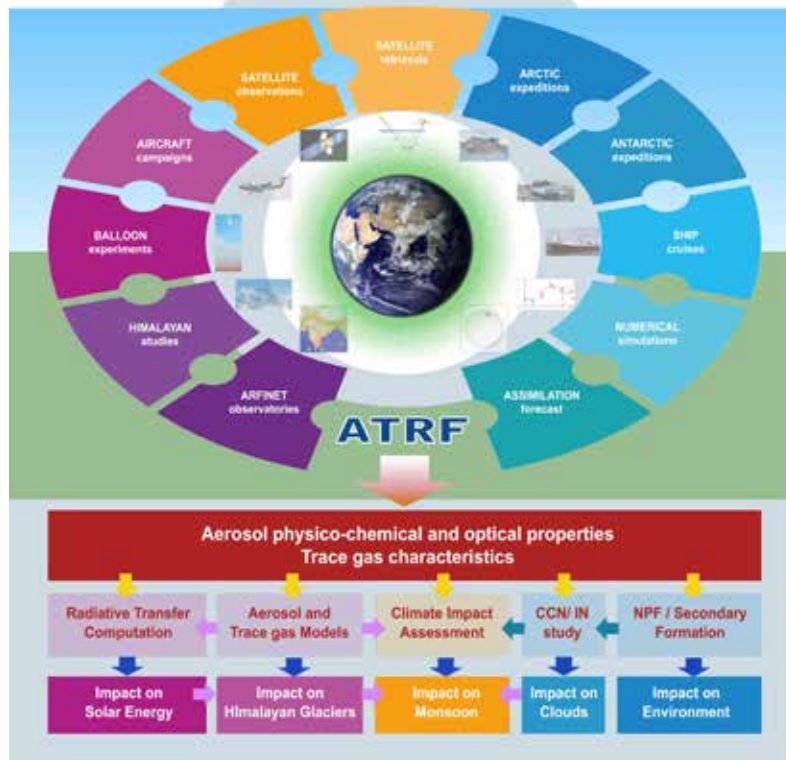 SATELLITE
retrievals
SATELLITE
observations
ARCTIC
expeditions
AIRCRAFT
campaigns
ANTARCTIC
expeditions
BALLOON
experiments
SHIP
cruises
HIMALAYAN
studies
NUMERICAL
simulations
ARFINET
observatories
ASSIMILATION
forecast
ATRF
Aerosol physico-chemical and optical properties
Trace gas characteristics
Radiative Transfer
Computation
Aerosol and
Trace gas Models
Climate Impact
Assessment
CCN/ IN
study
NPF / Secondary
Formation
Impact on
Solar Energy
Impact on
HImalayan Glaciers
Impact on
Monsoon
Impact on
Clouds
Impact on
Environment